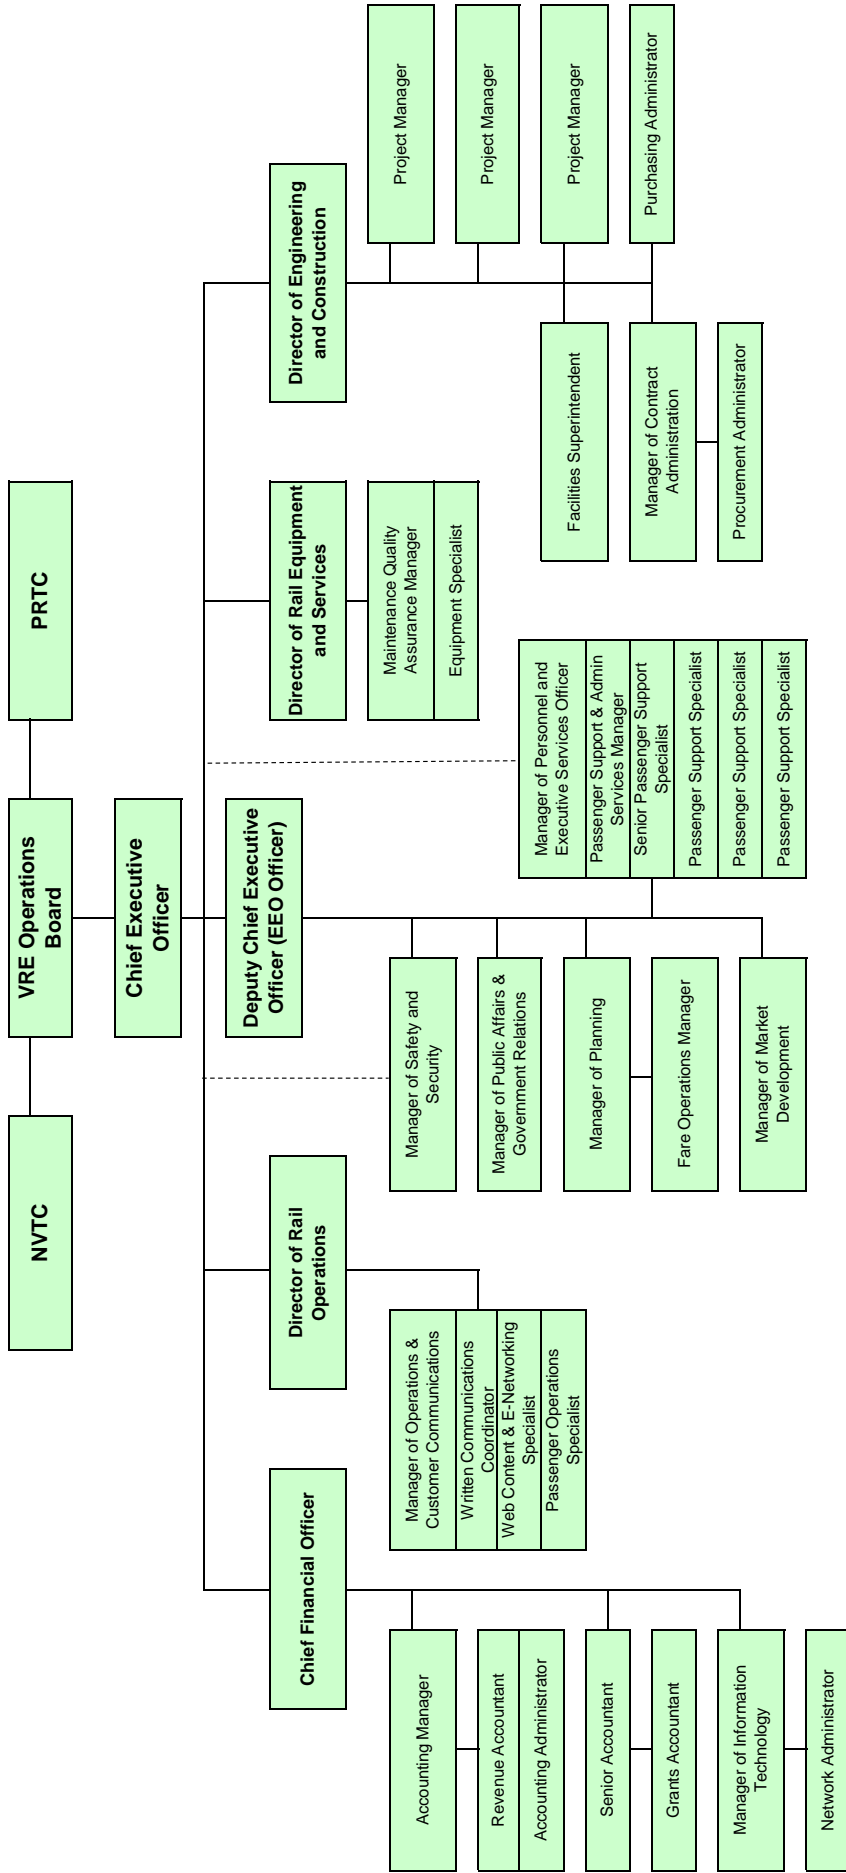 NVTC
VRE Operations
Board
PRTC
Chief Executive
Officer
Chief Financial Officer
Director of Rail
Operations
Deputy Chief Executive
Officer (EEO Officer)
Director of Rail Equipment
and Services
Director of Engineering
and Construction
Accounting Manager
Revenue Accountant
Accounting Administrator
Senior Accountant
Grants Accountant
Manager of Information
Technology
Network Administrator
Manager of Operations &
Customer Communications
Written Communications
Coordinator
Web Content & E-Networking
Specialist
Passenger Operations
Specialist
Manager of Safety and
Security
Manager of Public Affairs &
Government Relations
Manager of Planning
Fare Operations Manager
Manager of Market
Development
Manager of Personnel and
Executive Services Officer
Passenger Support & Admin
Services Manager
Senior Passenger Support
Specialist
Passenger Support Specialist
Passenger Support Specialist
Passenger Support Specialist
Maintenance Quality
Assurance Manager
Equipment Specialist
Facilities Superintendent
Manager of Contract
Administration
Procurement Administrator
Project Manager
Project Manager
Project Manager
Purchasing Administrator